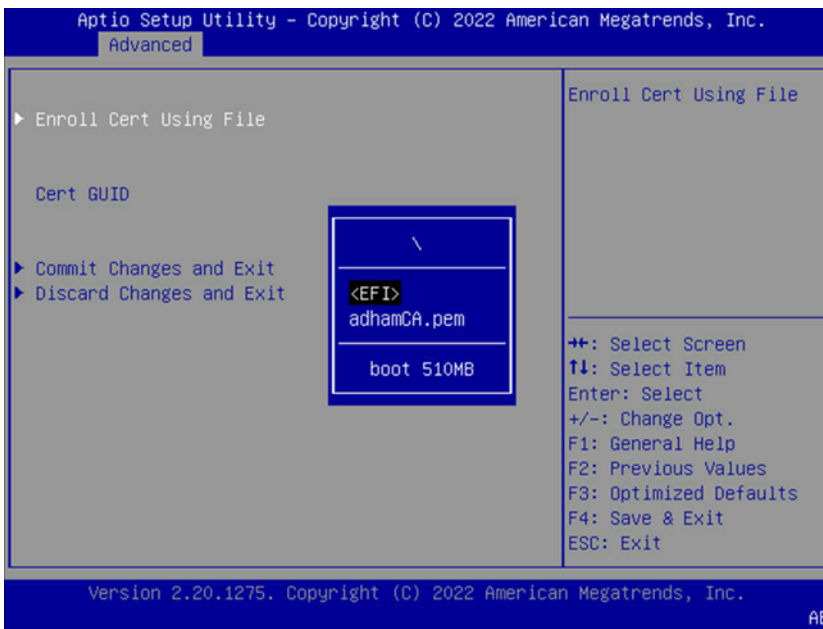 Aptio Setup Utility – Copyright (C) 2022 American Megatrends, Inc.
Advanced
Enroll Cert Using File
Cert GUID
Commit Changes and Exit
Discard Changes and Exit
\
<EFI>
adhamCA.pem
boot 510MB
Enroll Cert Using File
→←: Select Screen
↑↓: Select Item
Enter: Select
+/-: Change Opt.
F1: General Help
F2: Previous Values
F3: Optimized Defaults
F4: Save & Exit
ESC: Exit
Version 2.20.1275. Copyright (C) 2022 American Megatrends, Inc.